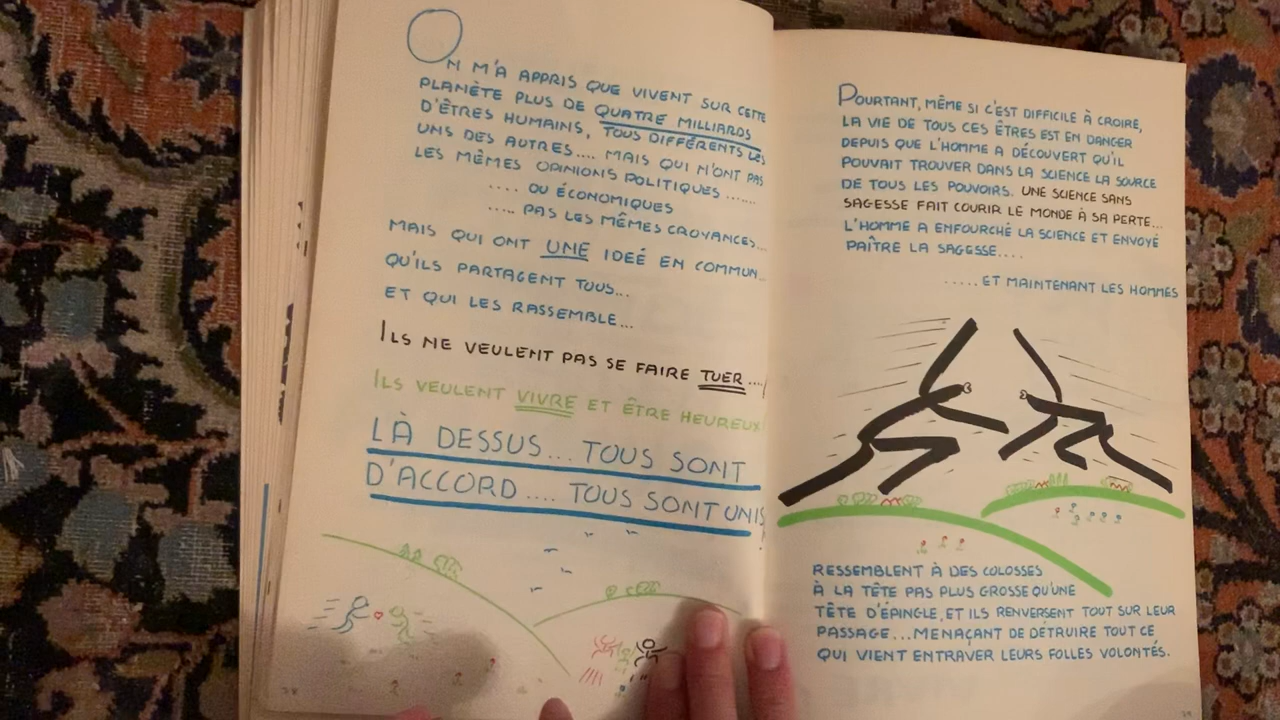 ON M'A APPRIS QUE VIVENT SUR CETTE
PLANÈTE PLUS DE QUATRE MILLIARDS
D'ÊTRES HUMAINS, TOUS DIFFÉRENTS LES
UNS DES AUTRES.... MAIS QUI N'ONT PAS
LES MÊMES OPINIONS POLITIQUES .......
.... OU ÉCONOMIQUES
..... PAS LES MÊMES CROYANCES...
MAIS QUI ONT UNE IDEÉ EN COMMUN...
QU'ILS PARTAGENT TOUS...
ET QUI LES RASSEMBLE...
ILS NE VEULENT PAS SE FAIRE TUER ....
ILS VEULENT VIVRE ET ÊTRE HEUREUX
LÀ DESSUS... TOUS SONT
D'ACCORD .... TOUS SONT UNIS !
POURTANT, MÊME SI C'EST DIFFICILE À CROIRE,
LA VIE DE TOUS CES ÊTRES EST EN DANGER
DEPUIS QUE L'HOMME A DÉCOUVERT QU'IL
POUVAIT TROUVER DANS LA SCIENCE LA SOURCE
DE TOUS LES POUVOIRS. UNE SCIENCE SANS
SAGESSE FAIT COURIR LE MONDE À SA PERTE...
L'HOMME A ENFOURCHÉ LA SCIENCE ET ENVOYÉ
PAÎTRE LA SAGESSE....
..... ET MAINTENANT LES HOMMES
RESSEMBLENT À DES COLOSSES
À LA TÊTE PAS PLUS GROSSE QU'UNE
TÊTE D'ÉPINGLE, ET ILS RENVERSENT TOUT SUR LEUR
PASSAGE... MENAÇANT DE DÉTRUIRE TOUT CE
QUI VIENT ENTRAVER LEURS FOLLES VOLONTÉS.